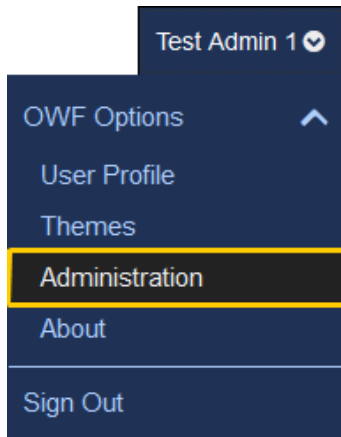 Test Admin 1
OWF Options
User Profile
Themes
Administration
About
Sign Out